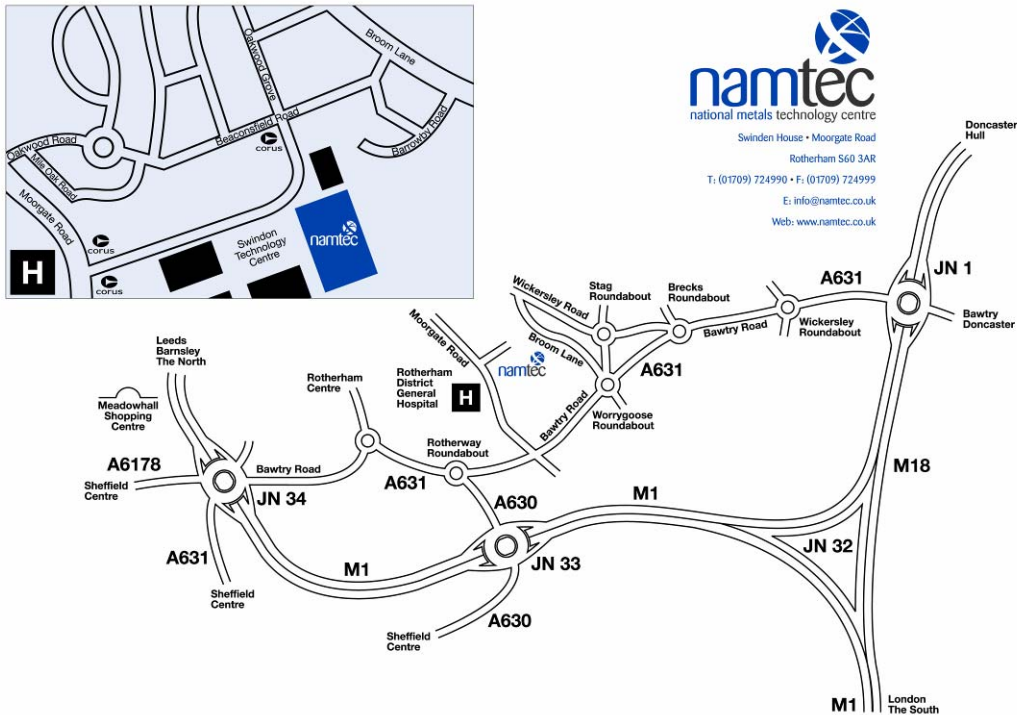 Oakwood Grove
Broom Lane
Beaconsfield Road
Barrowby Road
Oakwood Road
Mile Oak Road
Moorgate Road
corus
corus
corus
H
Swindon
Technology
Centre
namtec
namtec
national metals technology centre
Swinden House • Moorgate Road
Rotherham S60 3AR
T: (01709) 724990 • F: (01709) 724999
E: info@namtec.co.uk
Web: www.namtec.co.uk
Doncaster
Hull
JN 1
A631
Bawtry
Doncaster
Wickersley
Roundabout
Bawtry Road
Brecks
Roundabout
Stag
Roundabout
Wickersley Road
Broom Lane
A631
Worrygoose
Roundabout
Bawtry Road
Moorgate Road
namtec
Rotherham
District
General
Hospital
H
Leeds
Barnsley
The North
Meadowhall
Shopping
Centre
Rotherham
Centre
Rotherway
Roundabout
A6178
Sheffield
Centre
Bawtry Road
JN 34
A631
A630
M1
M18
JN 32
JN 33
M1
A631
Sheffield
Centre
A630
Sheffield
Centre
M1
London
The South